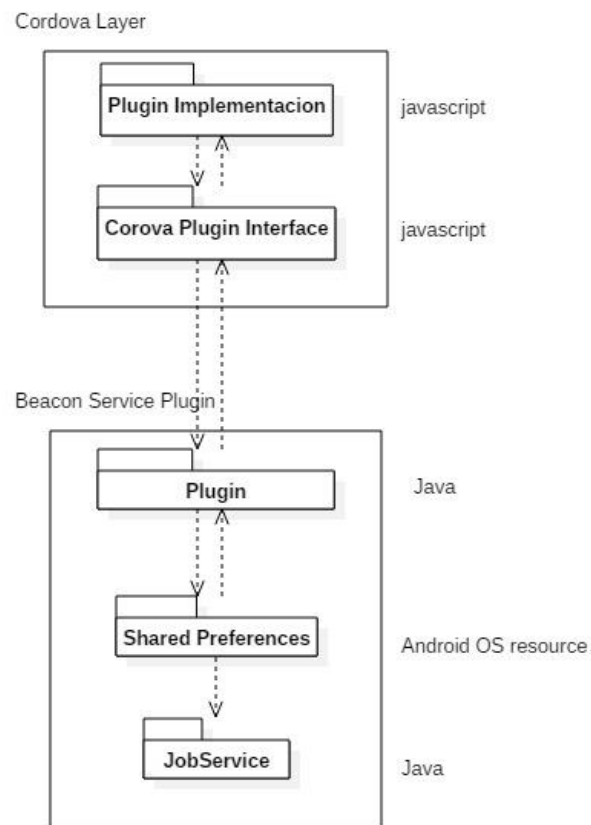 Cordova Layer
Plugin Implementacion
javascript
Corova Plugin Interface
javascript
Beacon Service Plugin
Plugin
Java
Shared Preferences
Android OS resource
JobService
Java